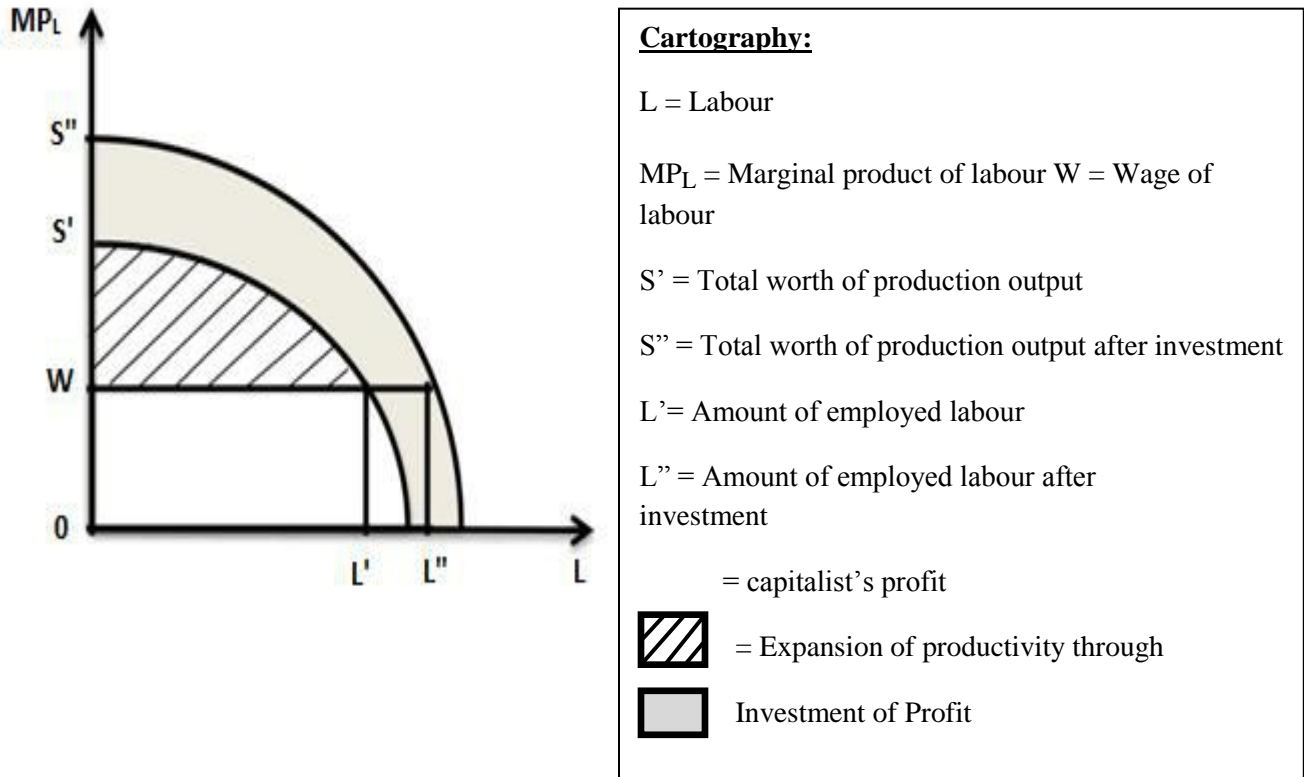 MPL
S"
S'
W
0
L'
L"
L
Cartography:
L = Labour
MPL = Marginal product of labour W = Wage of
labour
S’ = Total worth of production output
S” = Total worth of production output after investment
L’= Amount of employed labour
L” = Amount of employed labour after
investment
= capitalist’s profit
= Expansion of productivity through
Investment of Profit